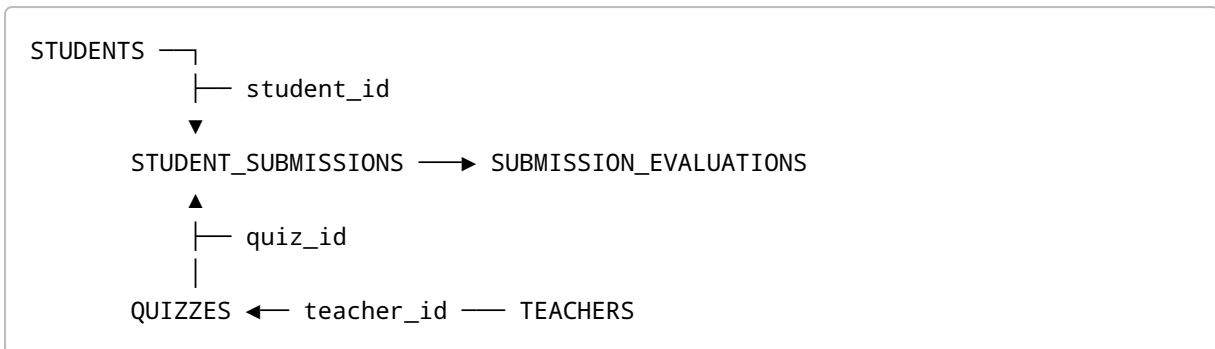 STUDENTS ──┐
├── student_id
▼
STUDENT_SUBMISSIONS ──► SUBMISSION_EVALUATIONS
▲
├── quiz_id
│
QUIZZES ◄── teacher_id ── TEACHERS